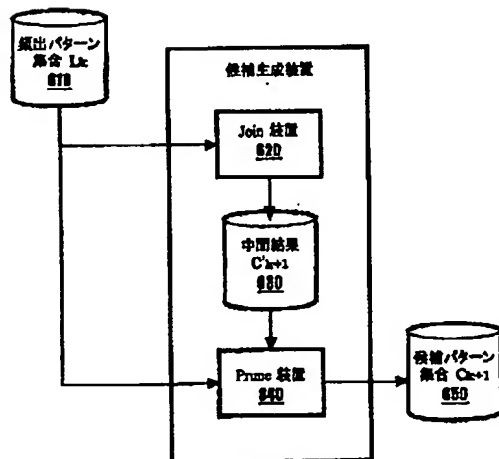 頻出パターン
集合 Lk
610
候補生成装置
Join 装置
620
中間結果
C'k+1
630
Prune 装置
640
候補パターン
集合 Ck+1
650